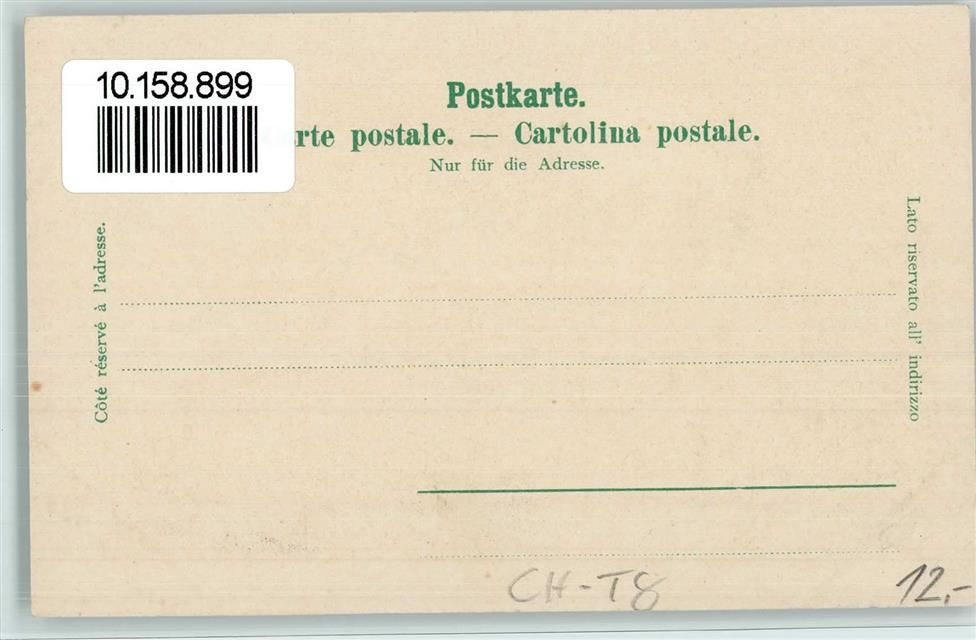 10.158.899
Postkarte.
rte postale. — Cartolina postale.
Nur für die Adresse.
Côté réservé à l'adresse.
Lato riservato all' indirizzo
CH-T8
12,-